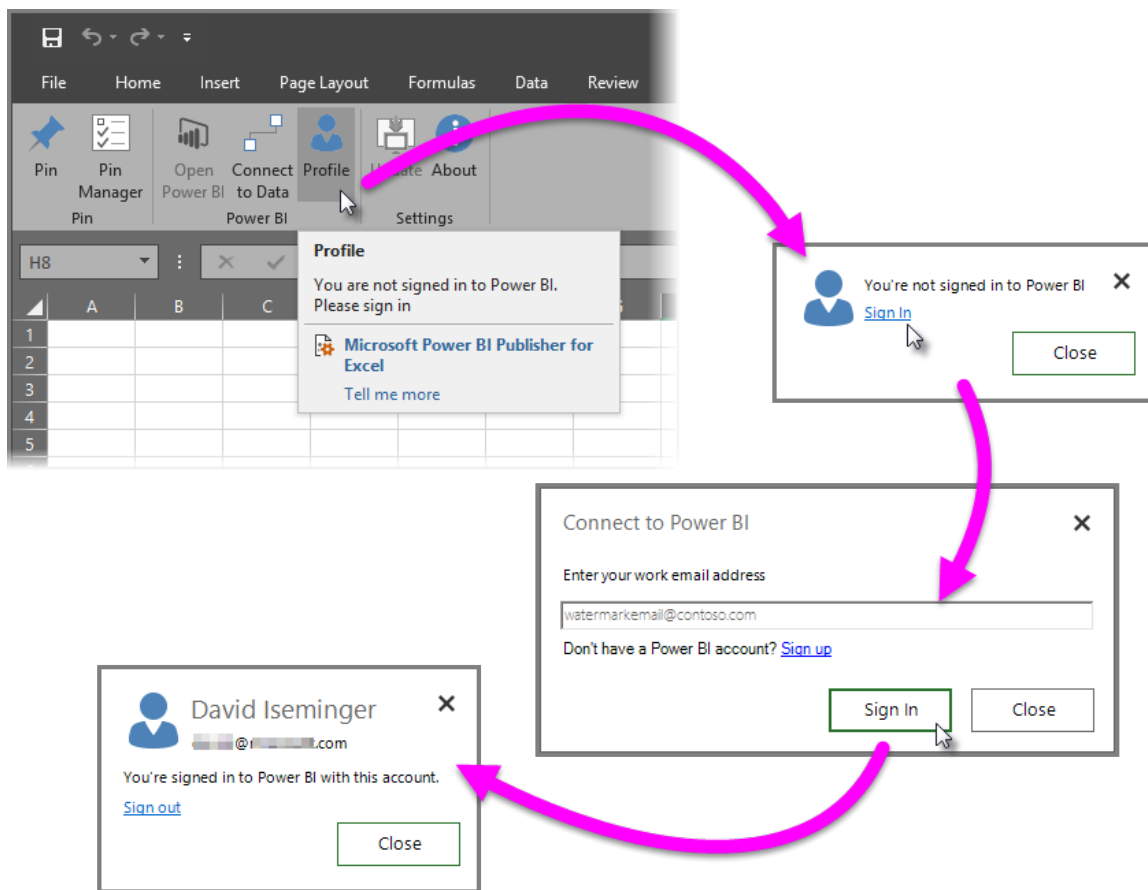 File Home Insert Page Layout Formulas Data Review
Pin Pin Manager Open Power BI Connect to Data Profile Update About
Pin Power BI Settings
H8
A B C
1
2
3
4
5
Profile
You are not signed in to Power BI.
Please sign in
Microsoft Power BI Publisher for
Excel
Tell me more
You're not signed in to Power BI
Sign In
Close
Connect to Power BI
Enter your work email address
watermarkemail@contoso.com
Don't have a Power BI account? Sign up
Sign In Close
David Iseminger
.com
You're signed in to Power BI with this account.
Sign out
Close